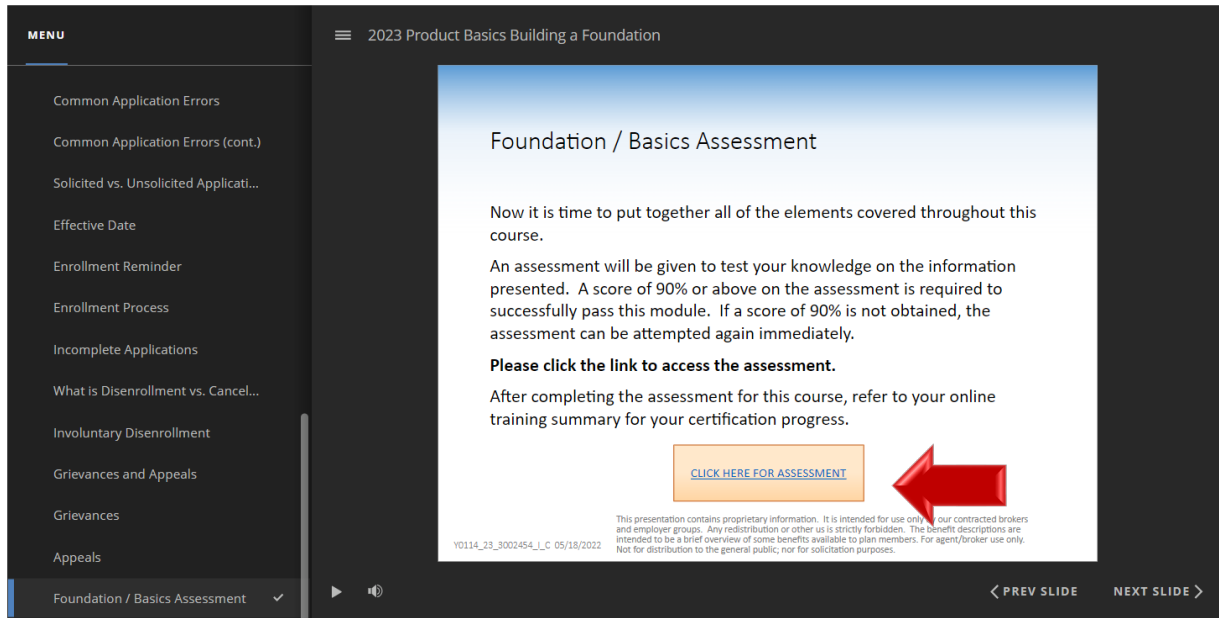 MENU
Common Application Errors
Common Application Errors (cont.)
Solicited vs. Unsolicited Applicati...
Effective Date
Enrollment Reminder
Enrollment Process
Incomplete Applications
What is Disenrollment vs. Cancel...
Involuntary Disenrollment
Grievances and Appeals
Grievances
Appeals
Foundation / Basics Assessment
2023 Product Basics Building a Foundation
Foundation / Basics Assessment
Now it is time to put together all of the elements covered throughout this
course.
An assessment will be given to test your knowledge on the information
presented. A score of 90% or above on the assessment is required to
successfully pass this module. If a score of 90% is not obtained, the
assessment can be attempted again immediately.
Please click the link to access the assessment.
After completing the assessment for this course, refer to your online
training summary for your certification progress.
CLICK HERE FOR ASSESSMENT
This presentation contains proprietary information. It is intended for use only by our contracted brokers
and employer groups. Any redistribution or other us is strictly forbidden. The benefit descriptions are
intended to be a brief overview of some benefits available to plan members. For agent/broker use only.
Not for distribution to the general public; nor for solicitation purposes.
Y0114_23_3002454_I_C 05/18/2022
PREV SLIDE
NEXT SLIDE